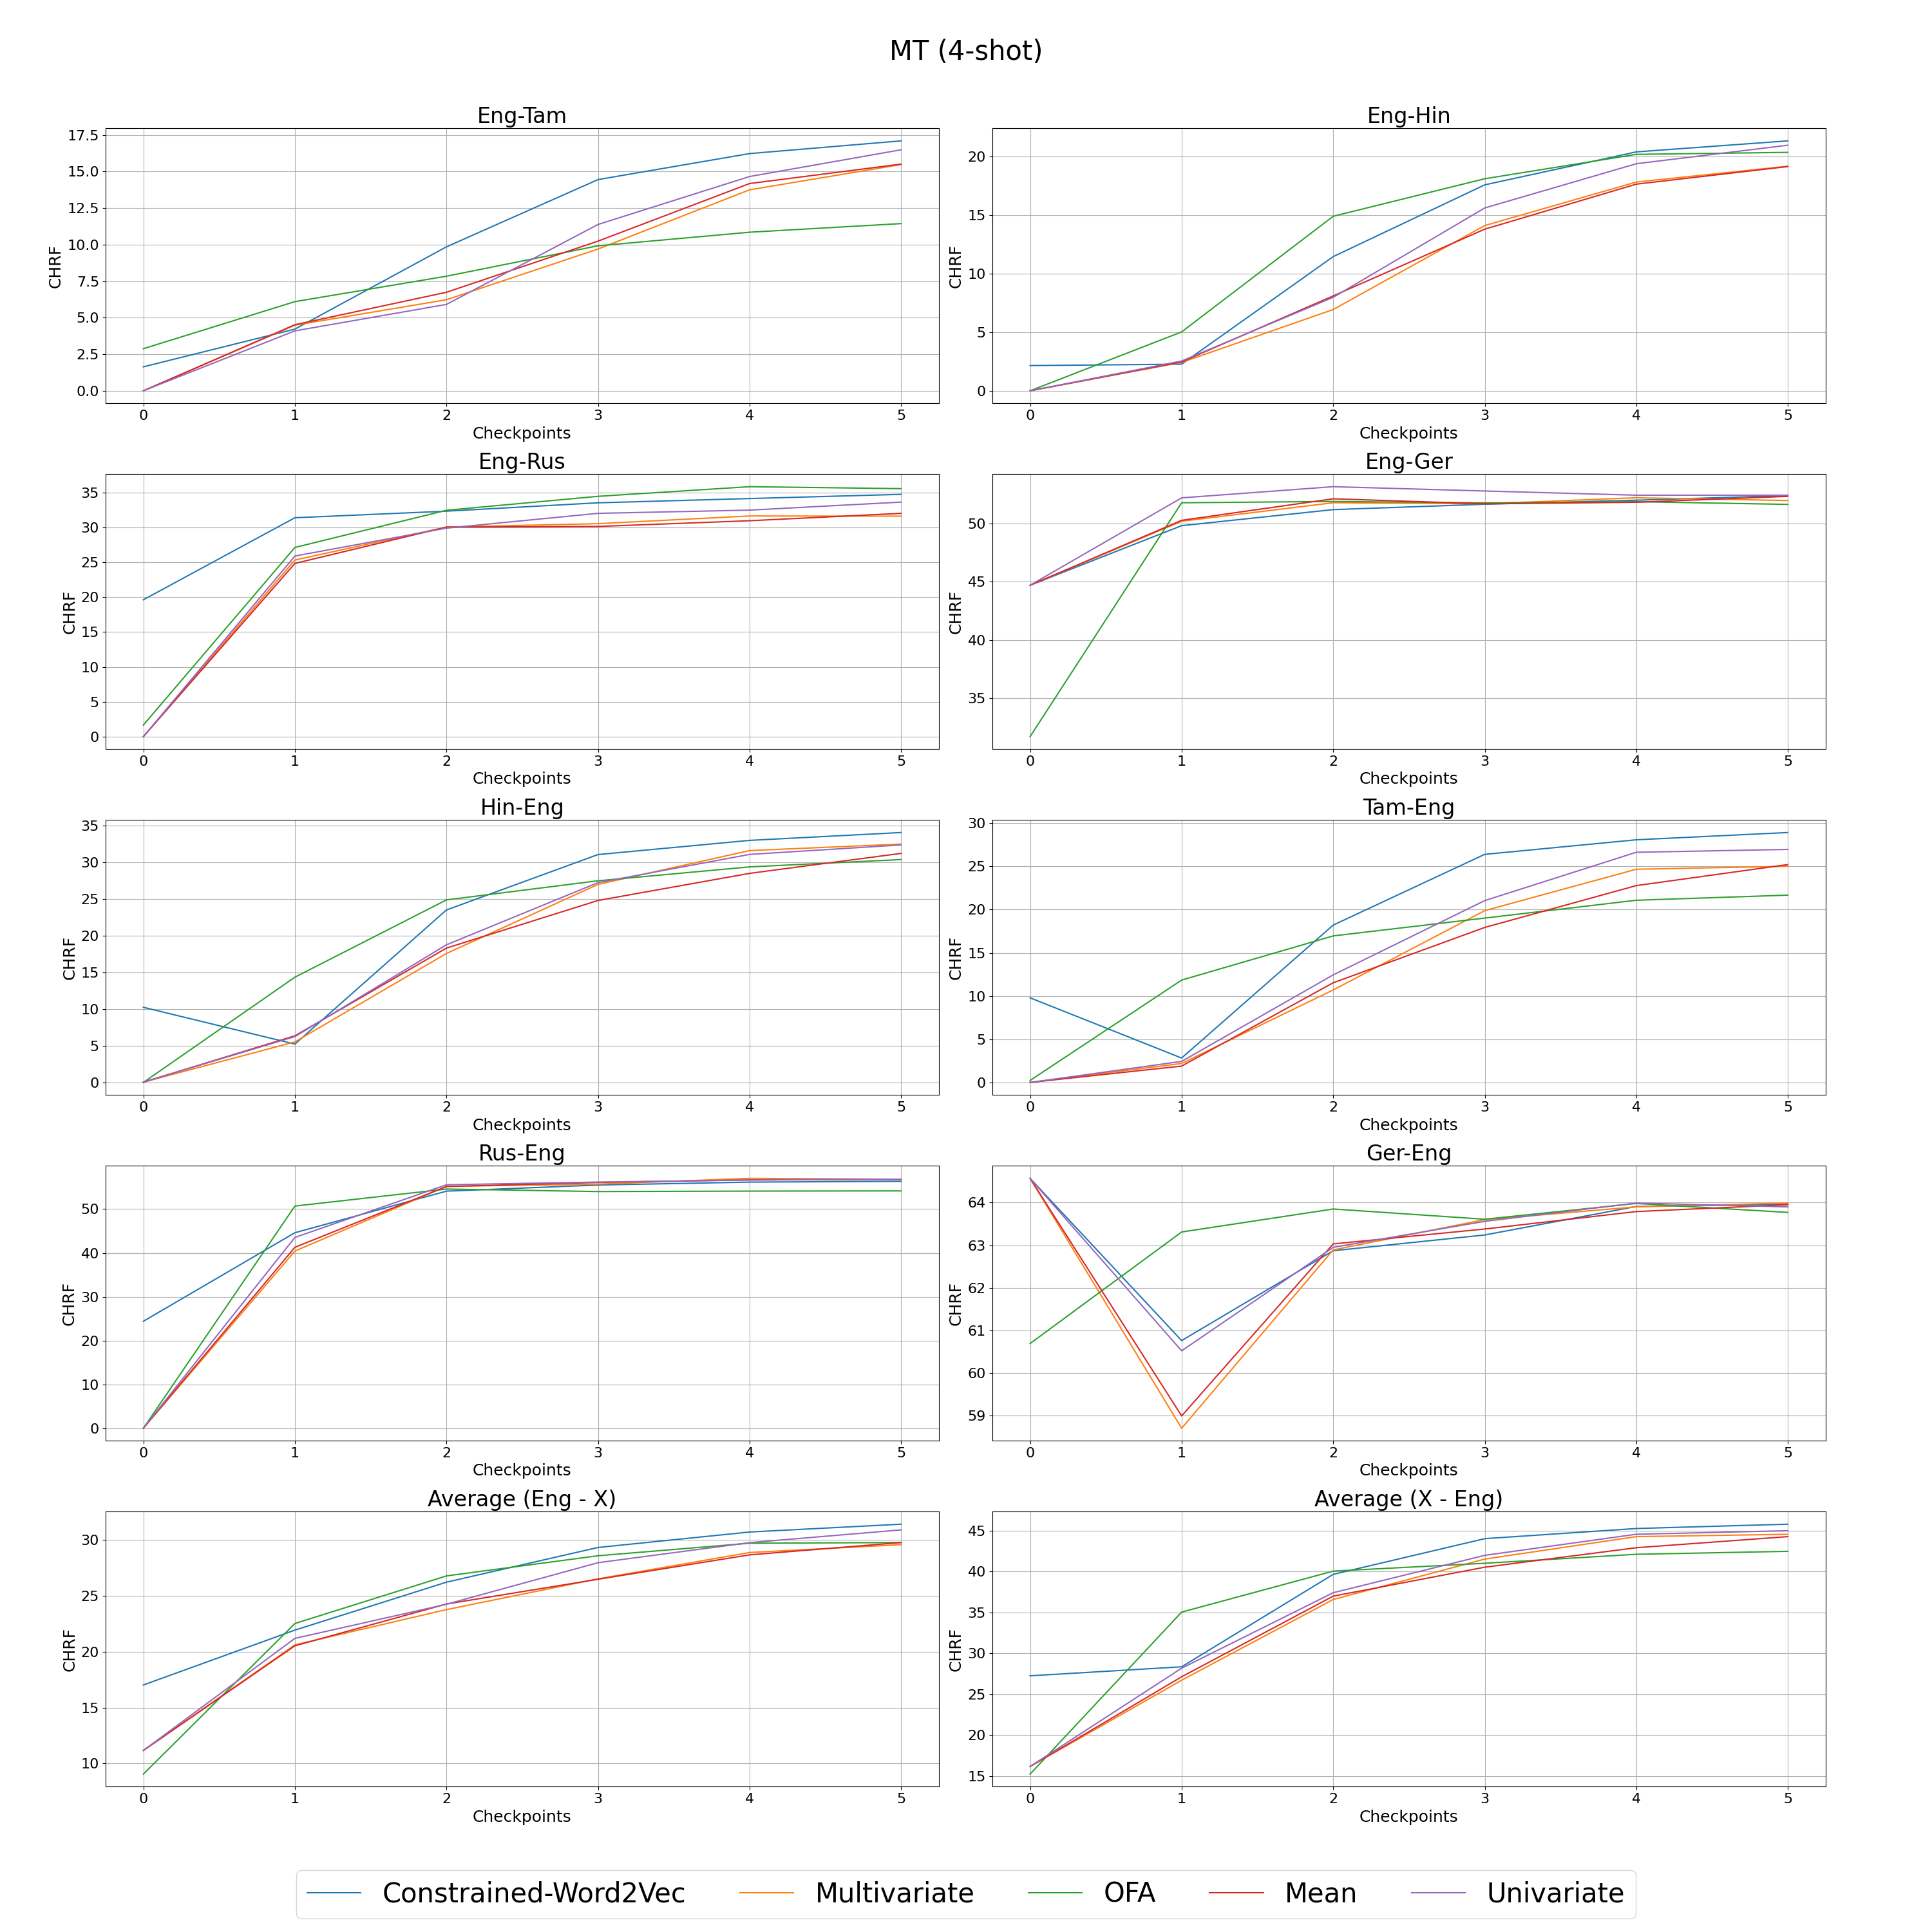 MT (4-shot)
Eng-Tam
CHRF
17.5
15.0
12.5
10.0
7.5
5.0
2.5
0.0
0 1 2 3 4 5
Checkpoints
Eng-Hin
CHRF
20
15
10
5
0
0 1 2 3 4 5
Checkpoints
Eng-Rus
CHRF
35
30
25
20
15
10
5
0
0 1 2 3 4 5
Checkpoints
Eng-Ger
CHRF
50
45
40
35
0 1 2 3 4 5
Checkpoints
Hin-Eng
CHRF
35
30
25
20
15
10
5
0
0 1 2 3 4 5
Checkpoints
Tam-Eng
CHRF
30
25
20
15
10
5
0
0 1 2 3 4 5
Checkpoints
Rus-Eng
CHRF
50
40
30
20
10
0
0 1 2 3 4 5
Checkpoints
Ger-Eng
CHRF
64
63
62
61
60
59
0 1 2 3 4 5
Checkpoints
Average (Eng - X)
CHRF
30
25
20
15
10
0 1 2 3 4 5
Checkpoints
Average (X - Eng)
CHRF
45
40
35
30
25
20
15
0 1 2 3 4 5
Checkpoints
Constrained-Word2Vec Multivariate OFA Mean Univariate